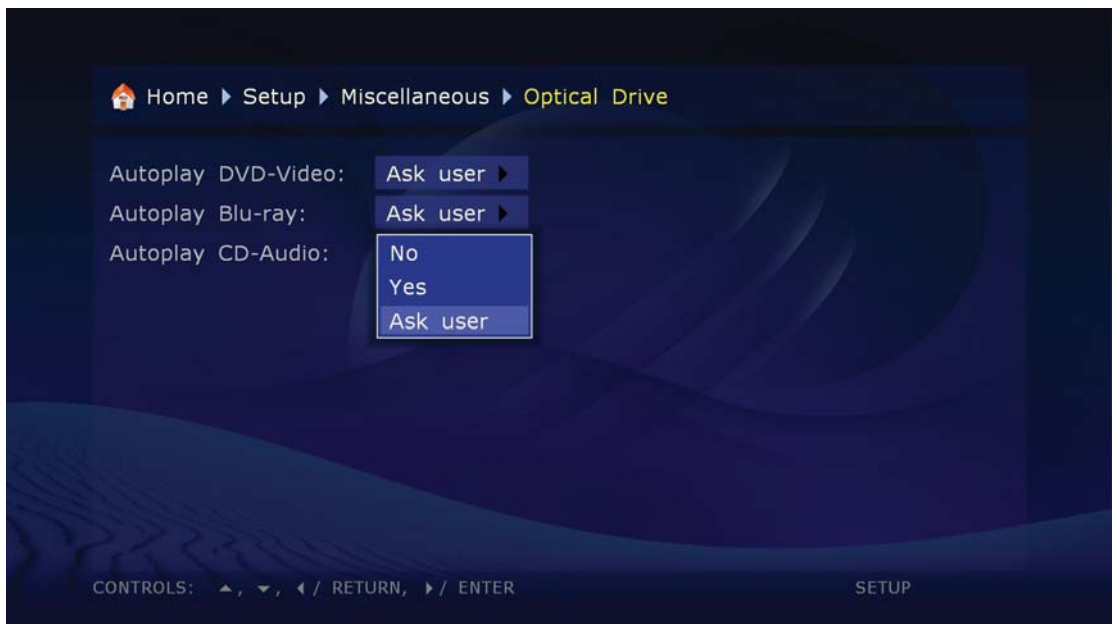 Home Setup Miscellaneous Optical Drive
Autoplay DVD-Video: Ask user
Autoplay Blu-ray: Ask user
Autoplay CD-Audio: No
Yes
Ask user
CONTROLS: ▲, ▼, ◀ / RETURN, ▶ / ENTER SETUP